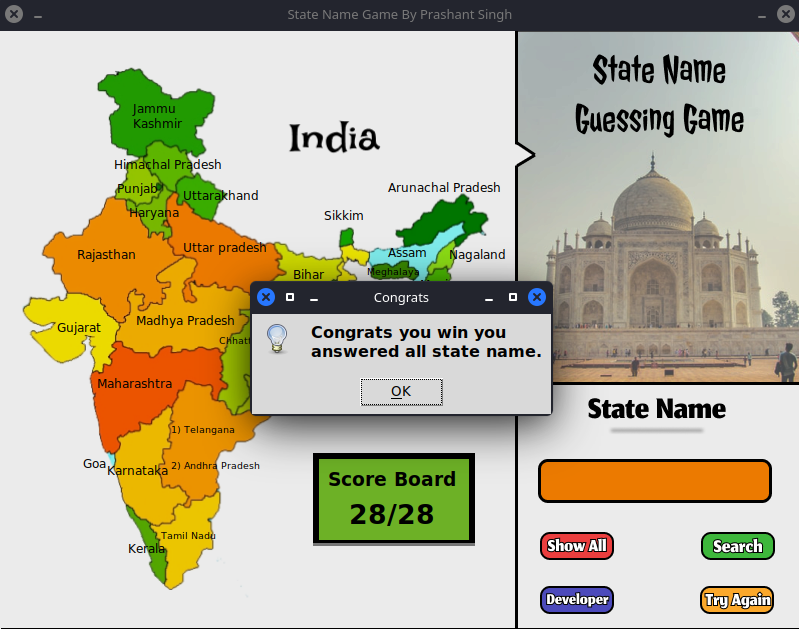 State Name Game By Prashant Singh
State Name
Guessing Game
India
Jammu
Kashmir
Himachal Pradesh
Punjab
Uttarakhand
Haryana
Arunachal Pradesh
Sikkim
Rajasthan
Uttar pradesh
Assam
Nagaland
Bihar
Meghalaya
Gujarat
Madhya Pradesh
Chhatt
Maharashtra
1) Telangana
Goa
Karnataka
2) Andhra Pradesh
Tamil Nadu
Kerala
Congrats
Congrats you win you
answered all state name.
OK
Score Board
28/28
State Name
Show All
Search
Developer
Try Again